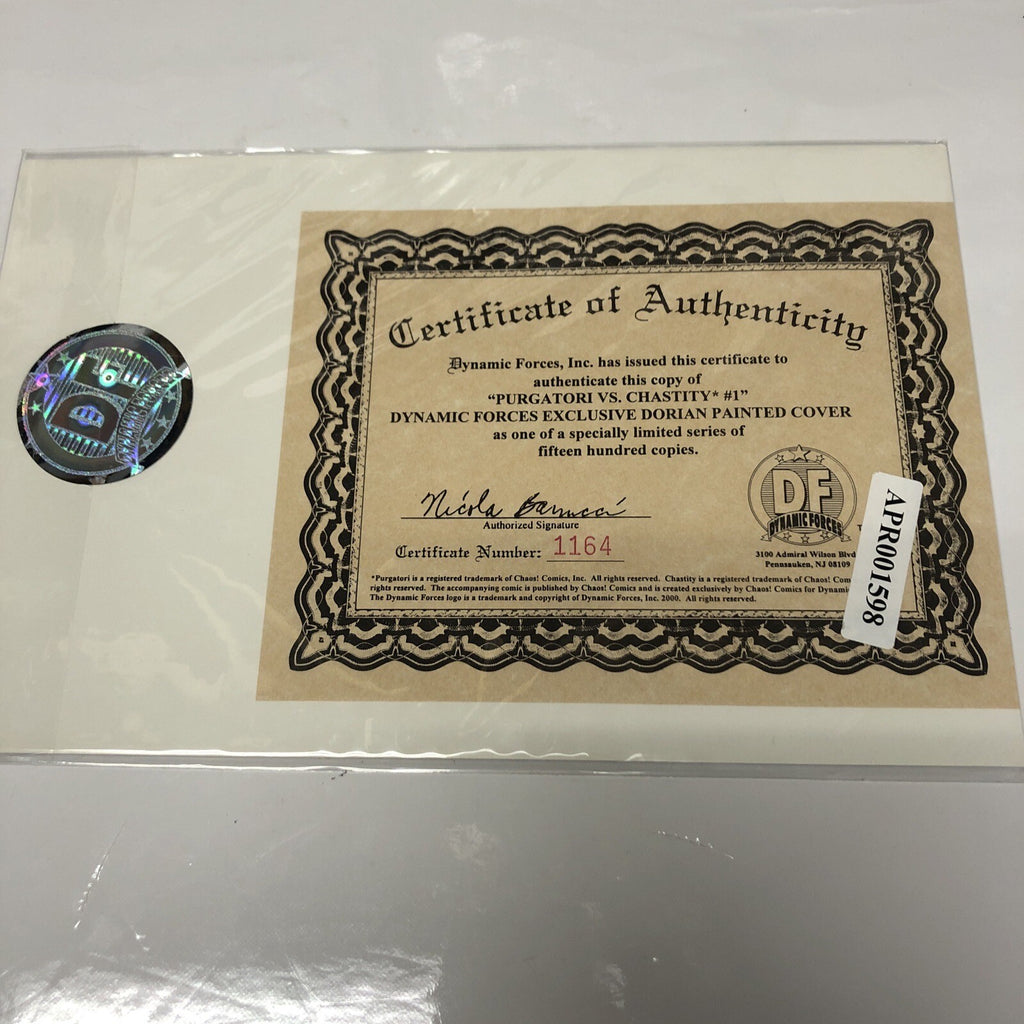 Certificate of Authenticity
Dynamic Forces, Inc. has issued this certificate to
authenticate this copy of
“PURGATORI VS. CHASTITY* #1”
DYNAMIC FORCES EXCLUSIVE DORIAN PAINTED COVER
as one of a specially limited series of
fifteen hundred copies.
DF
DYNAMIC FORCES
Authorized Signature
Certificate Number: 1164
3100 Admiral Wilson Blvd
Pennsauken, NJ 08109
*Purgatori is a registered trademark of Chaos! Comics, Inc. All rights reserved. Chastity is a registered trademark of Chaos! Com
rights reserved. The accompanying comic is published by Chaos! Comics and is created exclusively by Chaos! Comics for Dynamic
The Dynamic Forces logo is a trademark and copyright of Dynamic Forces, Inc. 2000. All rights reserved.
APR001598